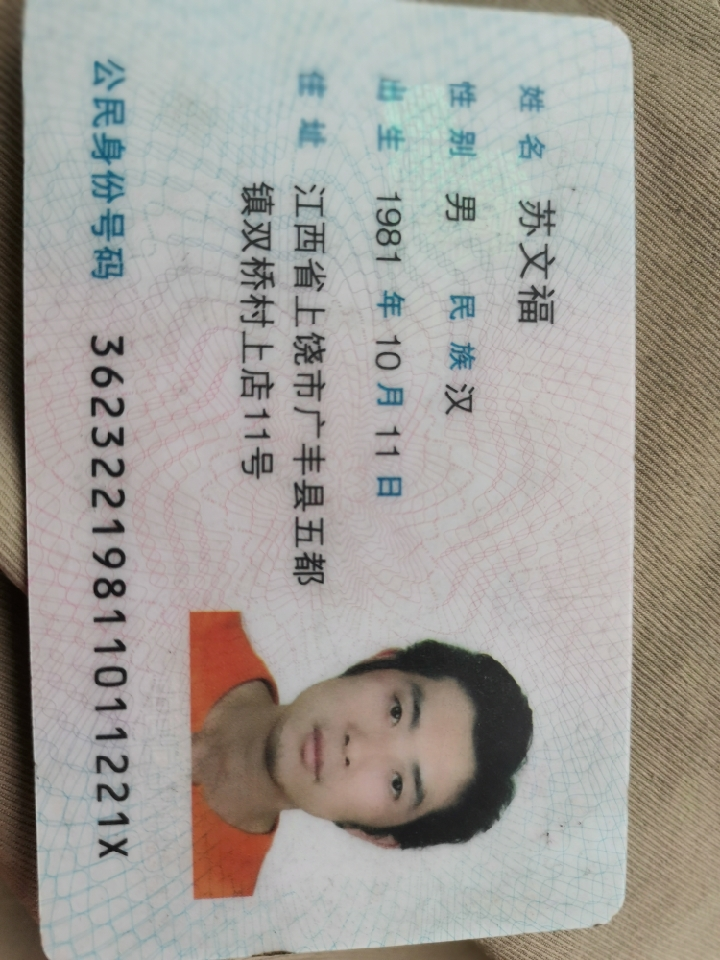 姓名 苏文福
性别 男 民族 汉
出生 1981 年 10 月 11 日
住址 江西省上饶市广丰县五都
镇双桥村上店11号
公民身份号码 36232219811011221X